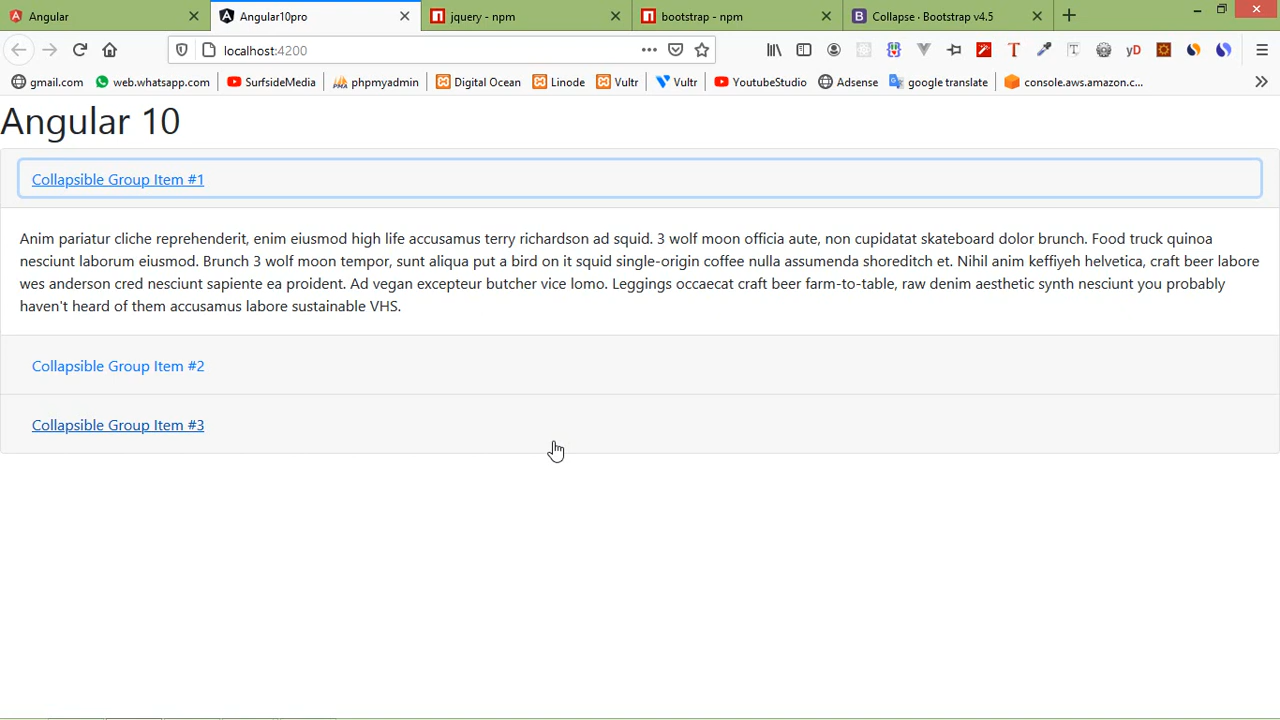 Angular
Angular10pro
jquery - npm
bootstrap - npm
Collapse · Bootstrap v4.5
localhost:4200
gmail.com
web.whatsapp.com
SurfsideMedia
phpmyadmin
Digital Ocean
Linode
Vultr
Vultr
YoutubeStudio
Adsense
google translate
console.aws.amazon.c...
Angular 10
Collapsible Group Item #1
Anim pariatur cliche reprehenderit, enim eiusmod high life accusamus terry richardson ad squid. 3 wolf moon officia aute, non cupidatat skateboard dolor brunch. Food truck quinoa
nesciunt laborum eiusmod. Brunch 3 wolf moon tempor, sunt aliqua put a bird on it squid single-origin coffee nulla assumenda shoreditch et. Nihil anim keffiyeh helvetica, craft beer labore
wes anderson cred nesciunt sapiente ea proident. Ad vegan excepteur butcher vice lomo. Leggings occaecat craft beer farm-to-table, raw denim aesthetic synth nesciunt you probably
haven't heard of them accusamus labore sustainable VHS.
Collapsible Group Item #2
Collapsible Group Item #3